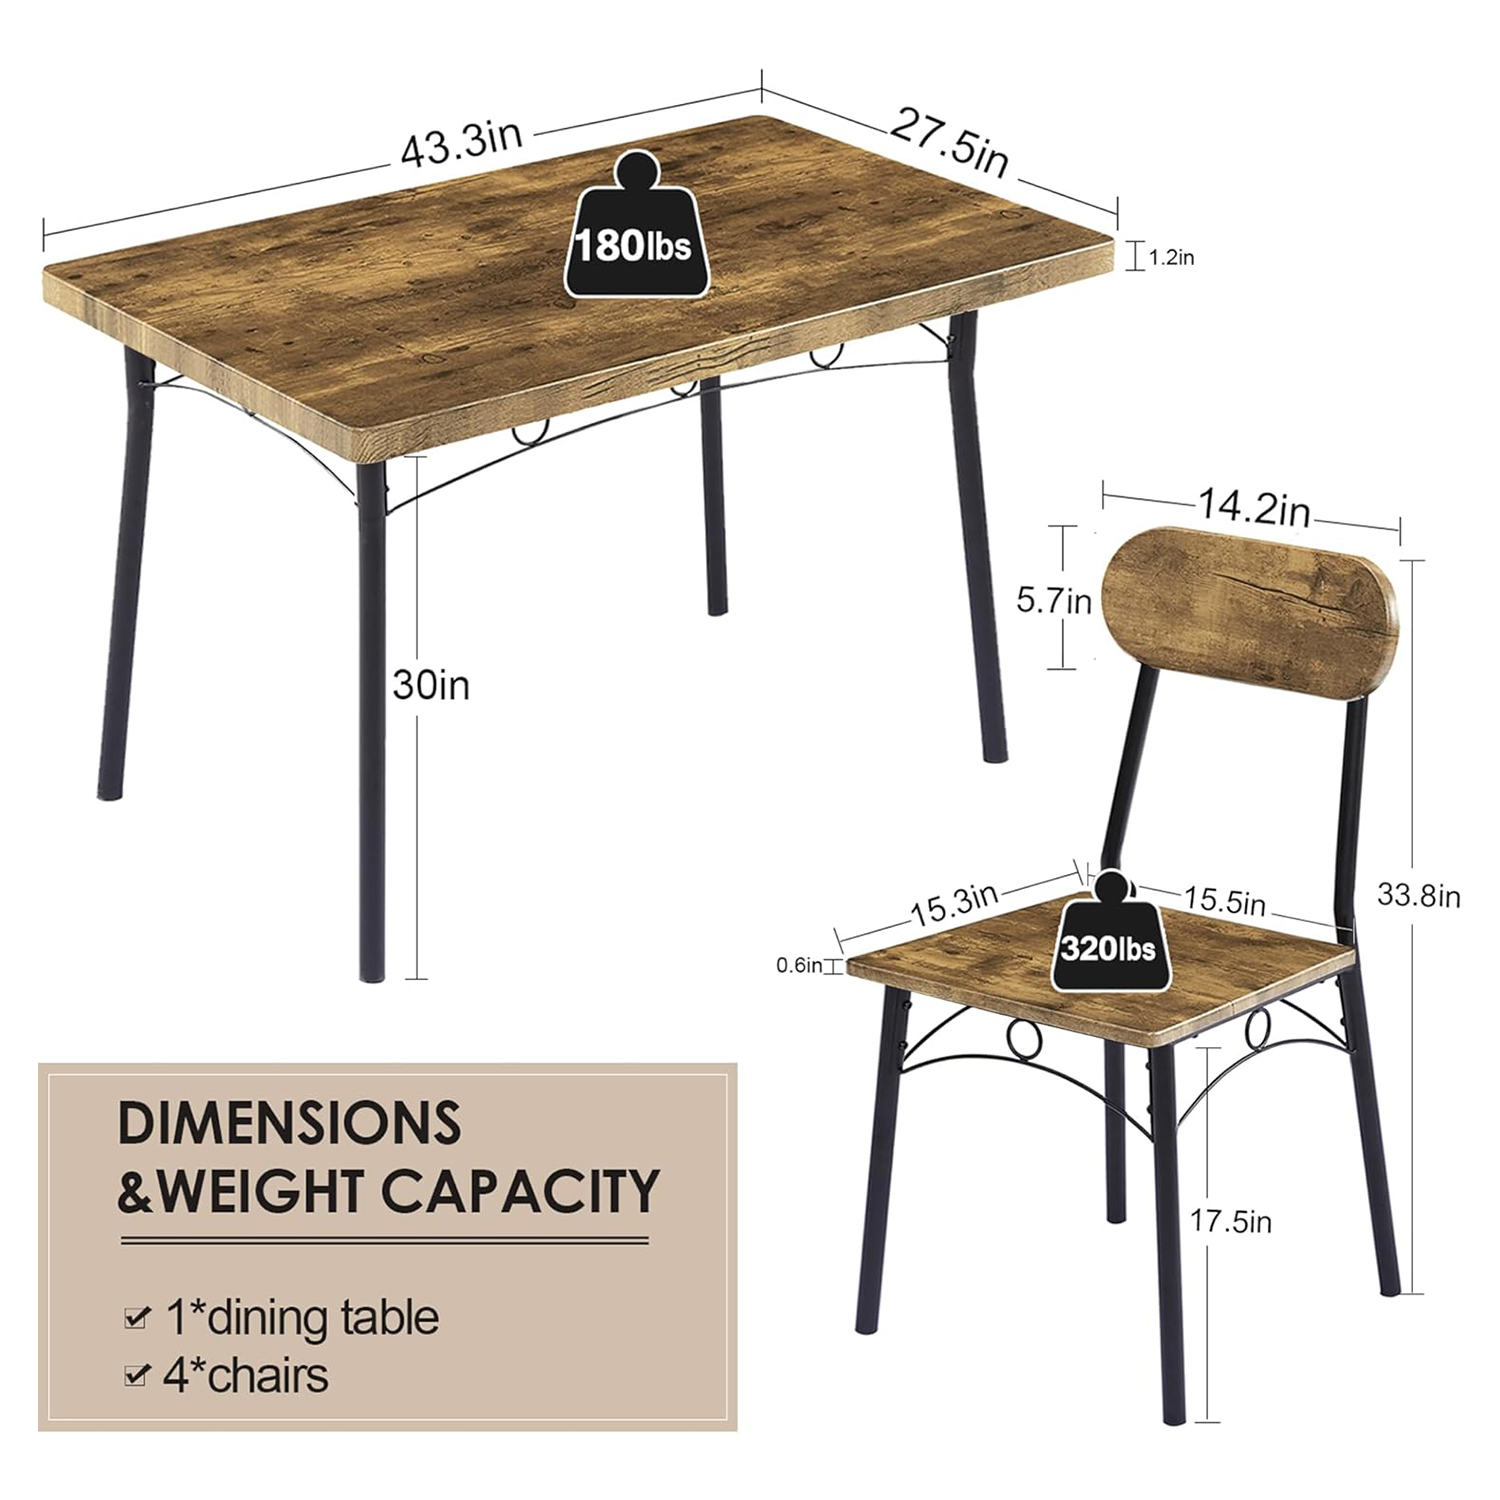 43.3in
27.5in
180lbs
1.2in
30in
14.2in
5.7in
33.8in
15.3in
15.5in
320lbs
0.6in
17.5in
DIMENSIONS
&WEIGHT CAPACITY
1*dining table
4*chairs